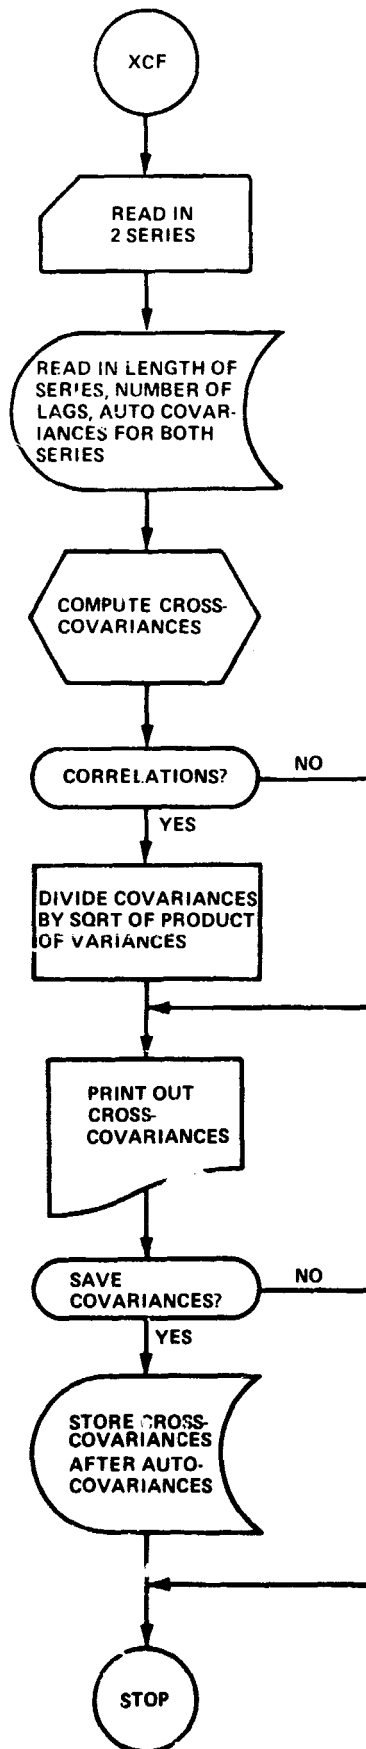 XCF
READ IN
2 SERIES
READ IN LENGTH OF
SERIES, NUMBER OF
LAGS, AUTO COVAR-
IANCES FOR BOTH
SERIES
COMPUTE CROSS-
COVARIANCES
CORRELATIONS?
NO
YES
DIVIDE COVARIANCES
BY SQRT OF PRODUCT
OF VARIANCES
PRINT OUT
CROSS-
COVARIANCES
SAVE
COVARIANCES?
NO
YES
STORE CROSS-
COVARIANCES
AFTER AUTO-
COVARIANCES
STOP